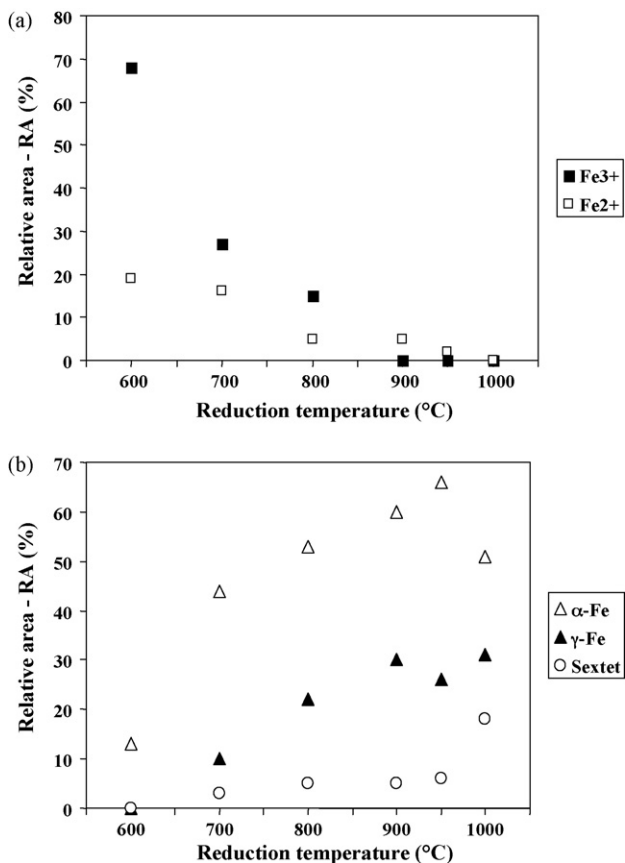 (a)
80
70
60
50
40
30
20
10
0
Relative area - RA (%)
600 700 800 900 1000
Reduction temperature (°C)
Fe3+
Fe2+
(b)
70
60
50
40
30
20
10
0
Relative area - RA (%)
600 700 800 900 1000
Reduction temperature (°C)
α-Fe
γ-Fe
Sextet